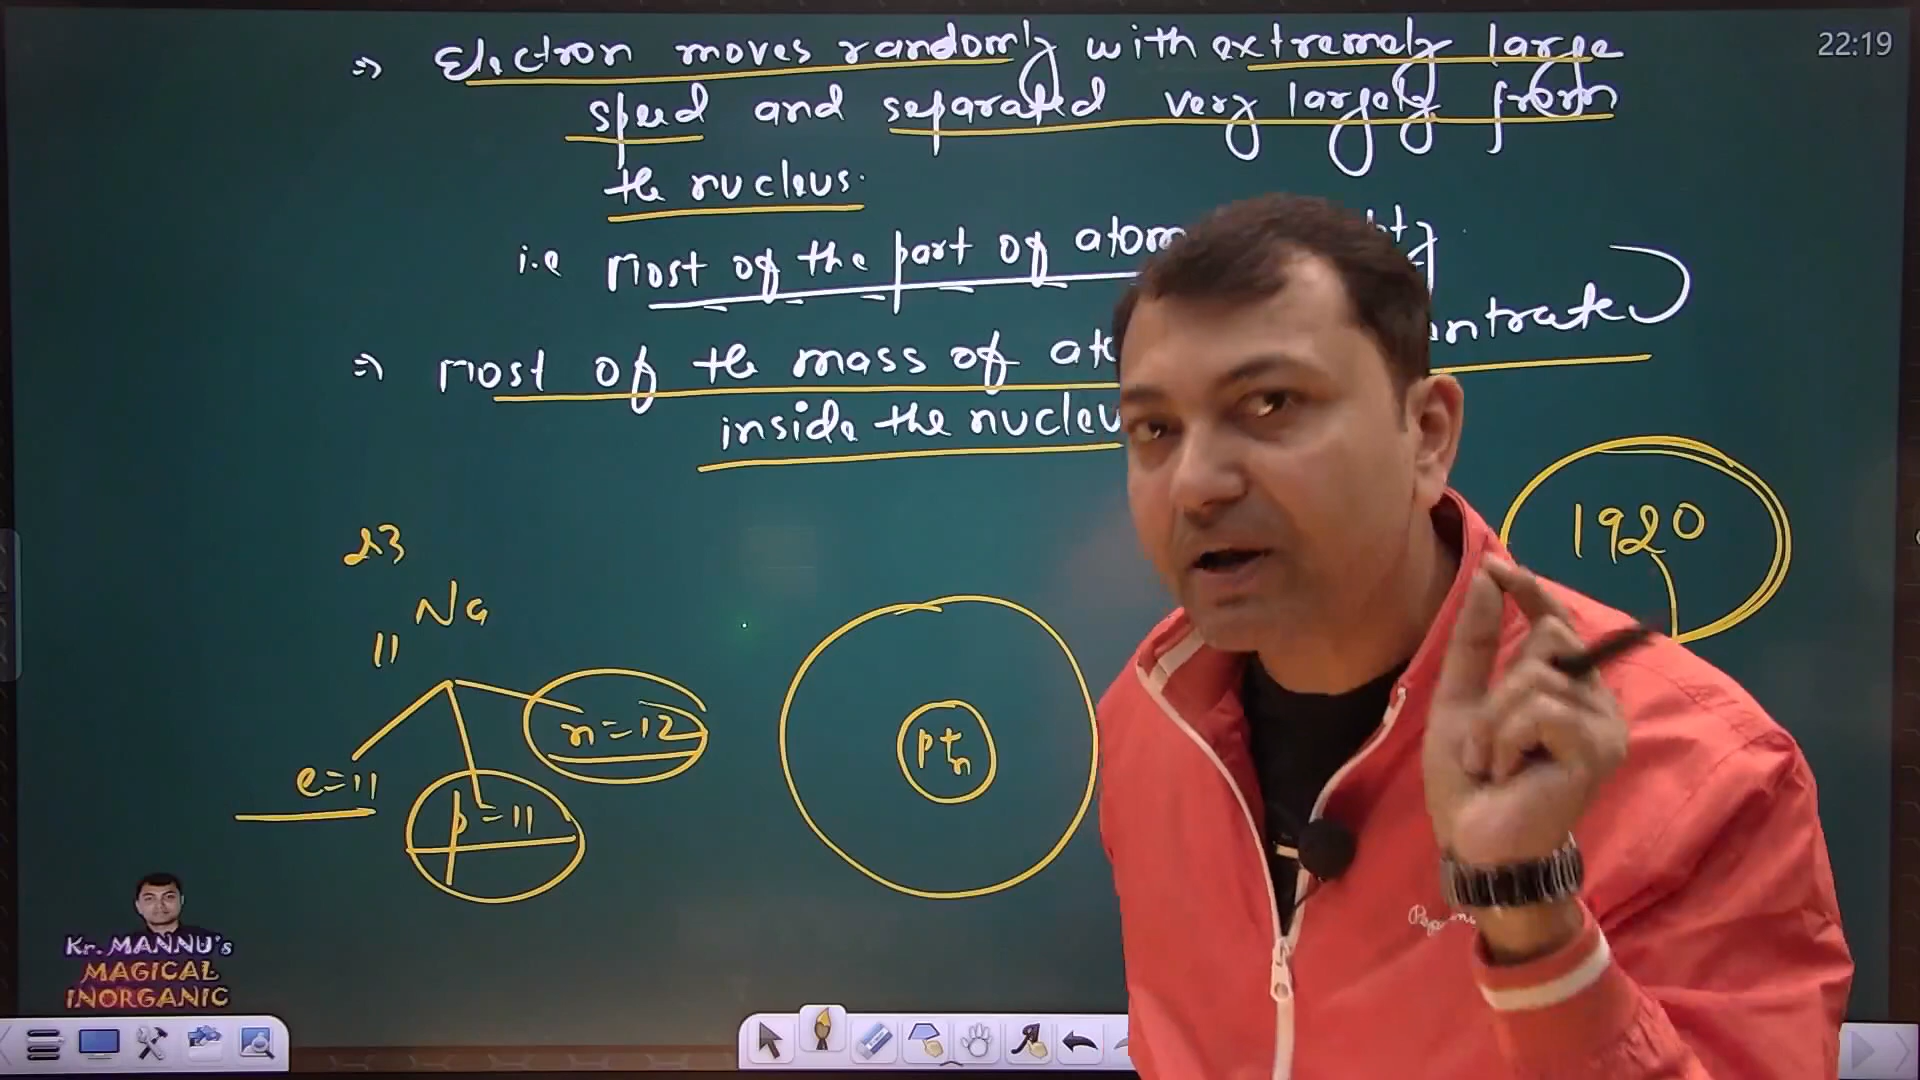 22:19
⇒ Electron moves randomly with extremely large
speed and separated very largely from
the nucleus.
i.e Most of the part of atom
⇒ Most of the mass of
inside the nucleus
1920
23
Na
11
n=12
e=11
p=11
p+n
Kr. MANNU's
MAGICAL
INORGANIC